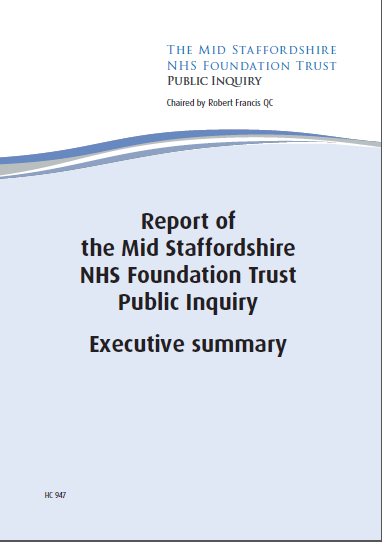 The Mid Staffordshire
NHS Foundation Trust
Public Inquiry
Chaired by Robert Francis QC
Report of
the Mid Staffordshire
NHS Foundation Trust
Public Inquiry
Executive summary
HC 947